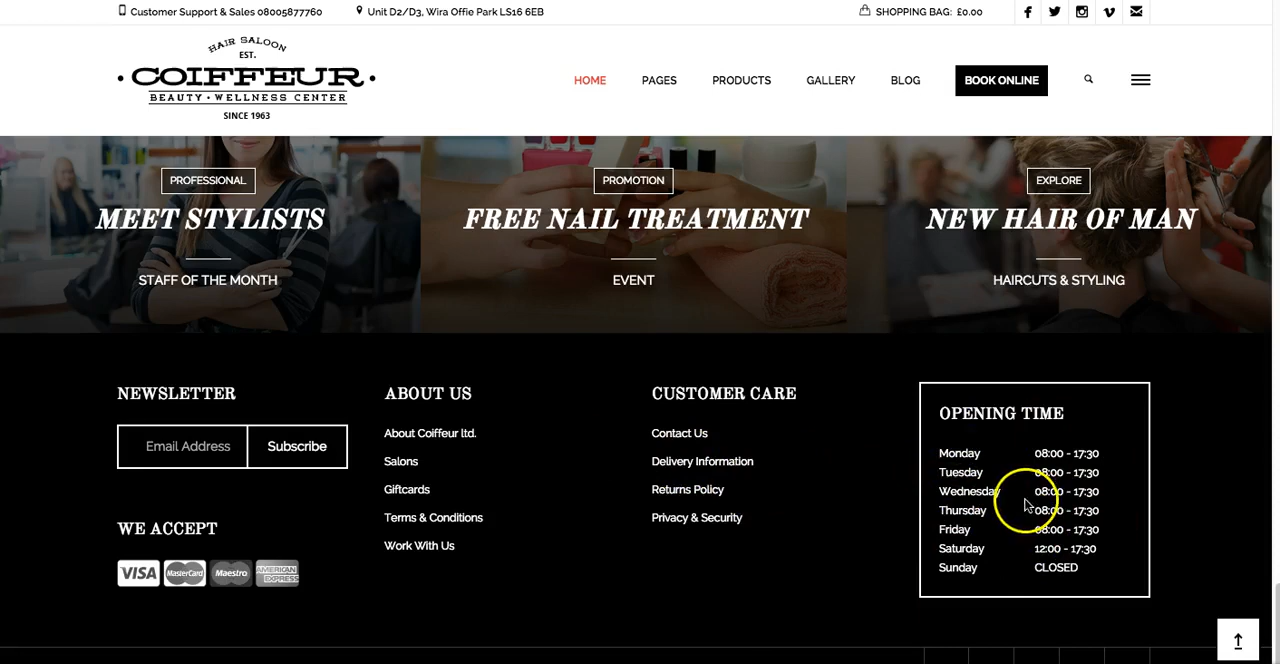 Customer Support & Sales 08005877760
Unit D2/D3, Wira Offie Park LS16 6EB
SHOPPING BAG: £0.00
HAIR SALOON
EST.
COIFFEUR
BEAUTY • WELLNESS CENTER
SINCE 1963
HOME
PAGES
PRODUCTS
GALLERY
BLOG
BOOK ONLINE
PROFESSIONAL
MEET STYLISTS
STAFF OF THE MONTH
PROMOTION
FREE NAIL TREATMENT
EVENT
EXPLORE
NEW HAIR OF MAN
HAIRCUTS & STYLING
NEWSLETTER
Email Address
Subscribe
WE ACCEPT
VISA
MasterCard
Maestro
AMERICAN EXPRESS
ABOUT US
About Coiffeur ltd.
Salons
Giftcards
Terms & Conditions
Work With Us
CUSTOMER CARE
Contact Us
Delivery Information
Returns Policy
Privacy & Security
OPENING TIME
Monday 08:00 - 17:30
Tuesday 08:00 - 17:30
Wednesday 08:00 - 17:30
Thursday 08:00 - 17:30
Friday 08:00 - 17:30
Saturday 12:00 - 17:30
Sunday CLOSED